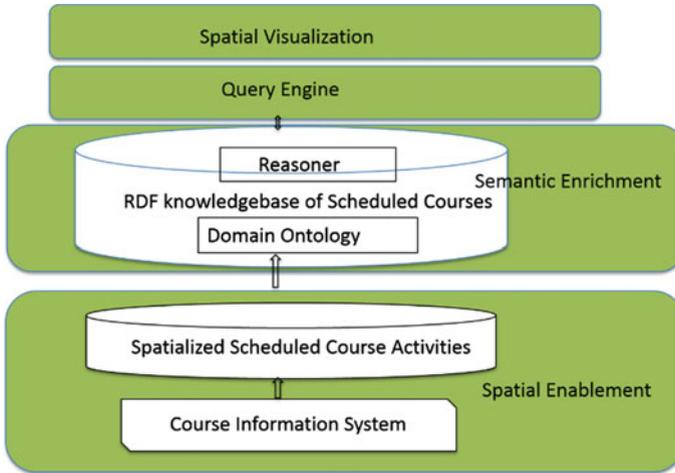 Spatial Visualization
Query Engine
Reasoner
Semantic Enrichment
RDF knowledgebase of Scheduled Courses
Domain Ontology
Spatialized Scheduled Course Activities
Spatial Enablement
Course Information System